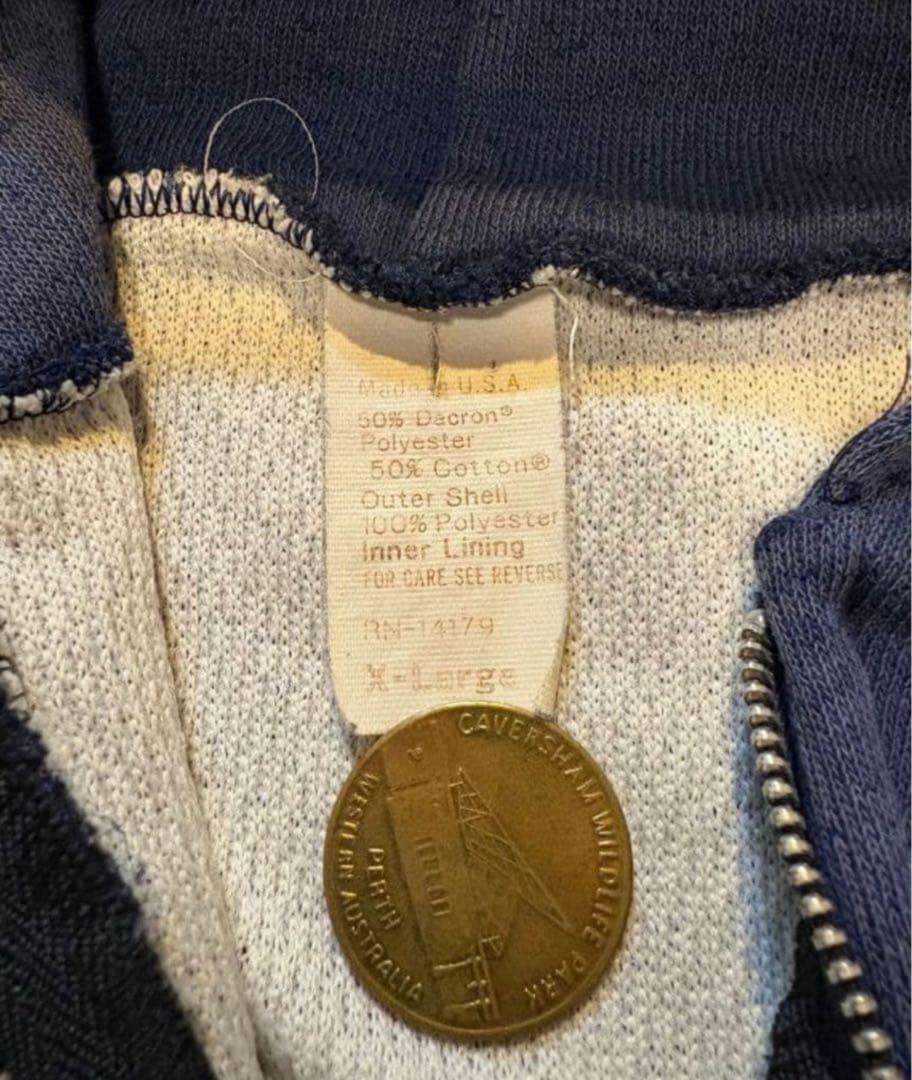 Made in U.S.A.
50% Dacron®
Polyester
50% Cotton®
Outer Shell
100% Polyester
Inner Lining
FOR CARE SEE REVERSE
RN-14179
X-Large
CAVERSHAM WILDLIFE PARK
WESTERN AUSTRALIA
PERTH